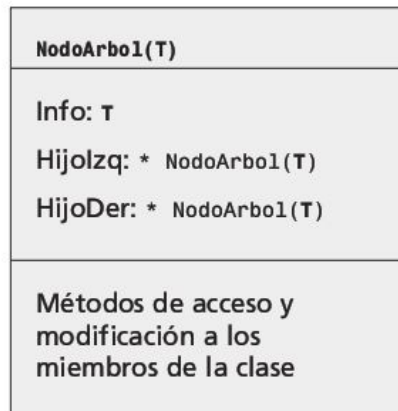 NodoArbol(T)
Info: T
HijoIzq: * NodoArbol(T)
HijoDer: * NodoArbol(T)
Métodos de acceso y
modificación a los
miembros de la clase